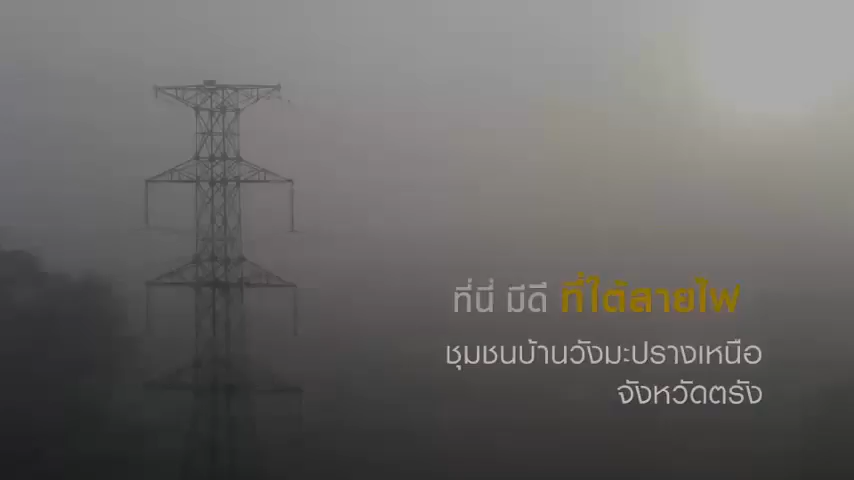 ที่นี่ มีดี ที่ใต้สายไฟ
ชุมชนบ้านวังมะปรางเหนือ
จังหวัดตรัง